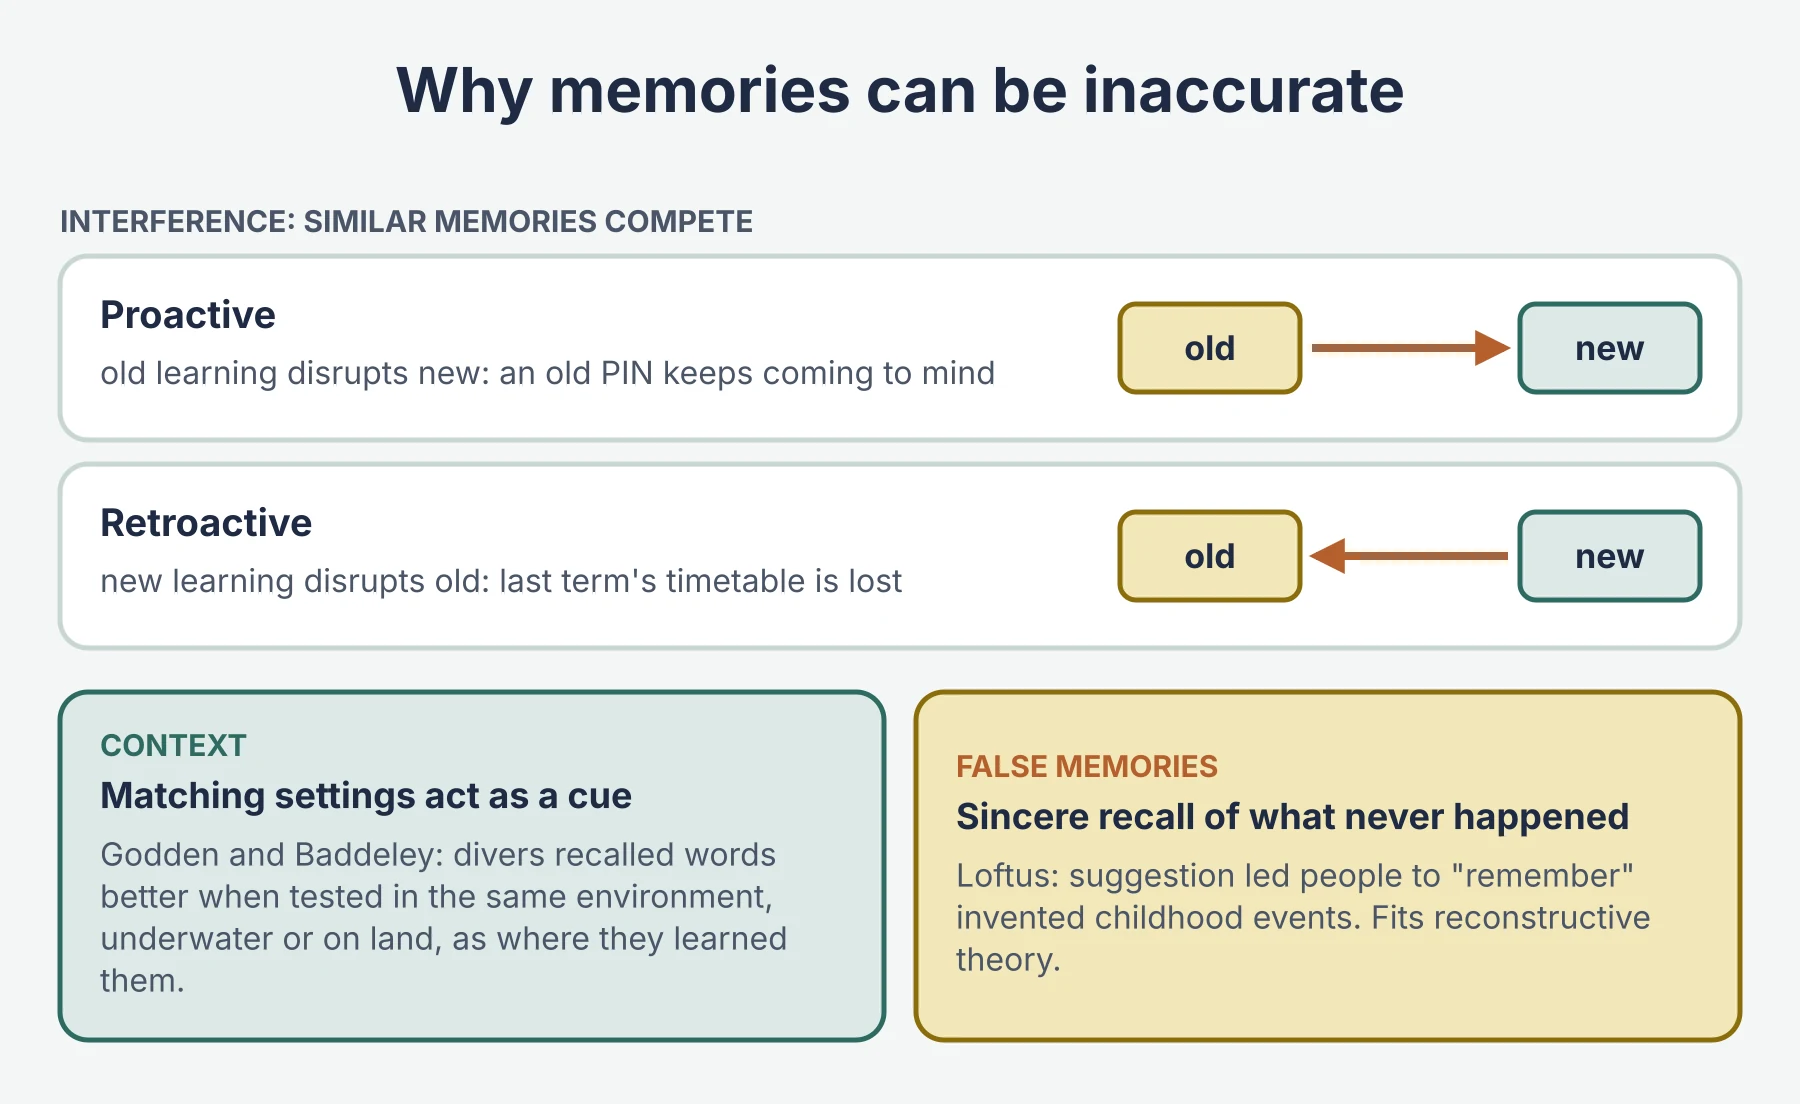 Why memories can be inaccurate
INTERFERENCE: SIMILAR MEMORIES COMPETE
Proactive
old learning disrupts new: an old PIN keeps coming to mind
old
new
Retroactive
new learning disrupts old: last term's timetable is lost
old
new
CONTEXT
Matching settings act as a cue
Godden and Baddeley: divers recalled words
better when tested in the same environment,
underwater or on land, as where they learned
them.
FALSE MEMORIES
Sincere recall of what never happened
Loftus: suggestion led people to "remember"
invented childhood events. Fits reconstructive
theory.